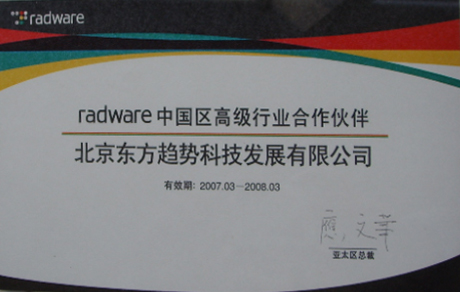 radware
radware 中国区高级行业合作伙伴
北京东方趋势科技发展有限公司
有效期: 2007.03-2008.03
亚太区总裁